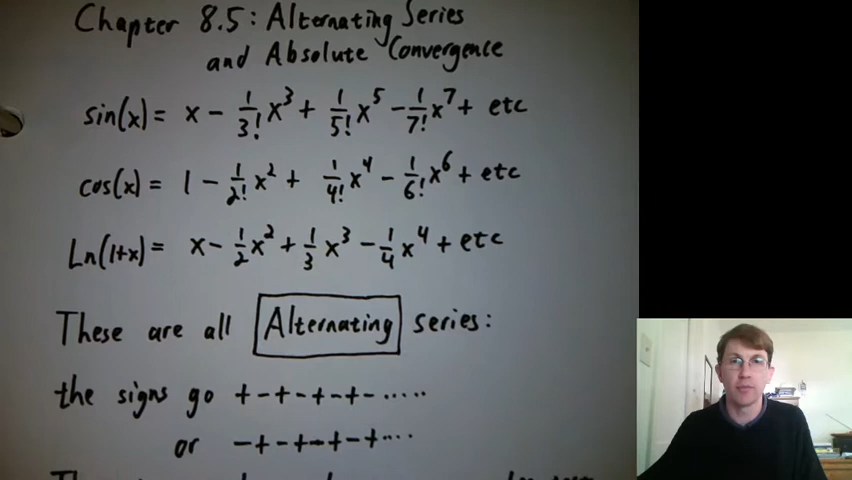 Chapter 8.5: Alternating Series
and Absolute Convergence
sin(x) = x - 1/3! x^3 + 1/5! x^5 - 1/7! x^7 + etc
cos(x) = 1 - 1/2! x^2 + 1/4! x^4 - 1/6! x^6 + etc
Ln(1+x) = x - 1/2 x^2 + 1/3 x^3 - 1/4 x^4 + etc
These are all Alternating series:
the signs go + - + - + - + - .....
or - + - + - + - + ....